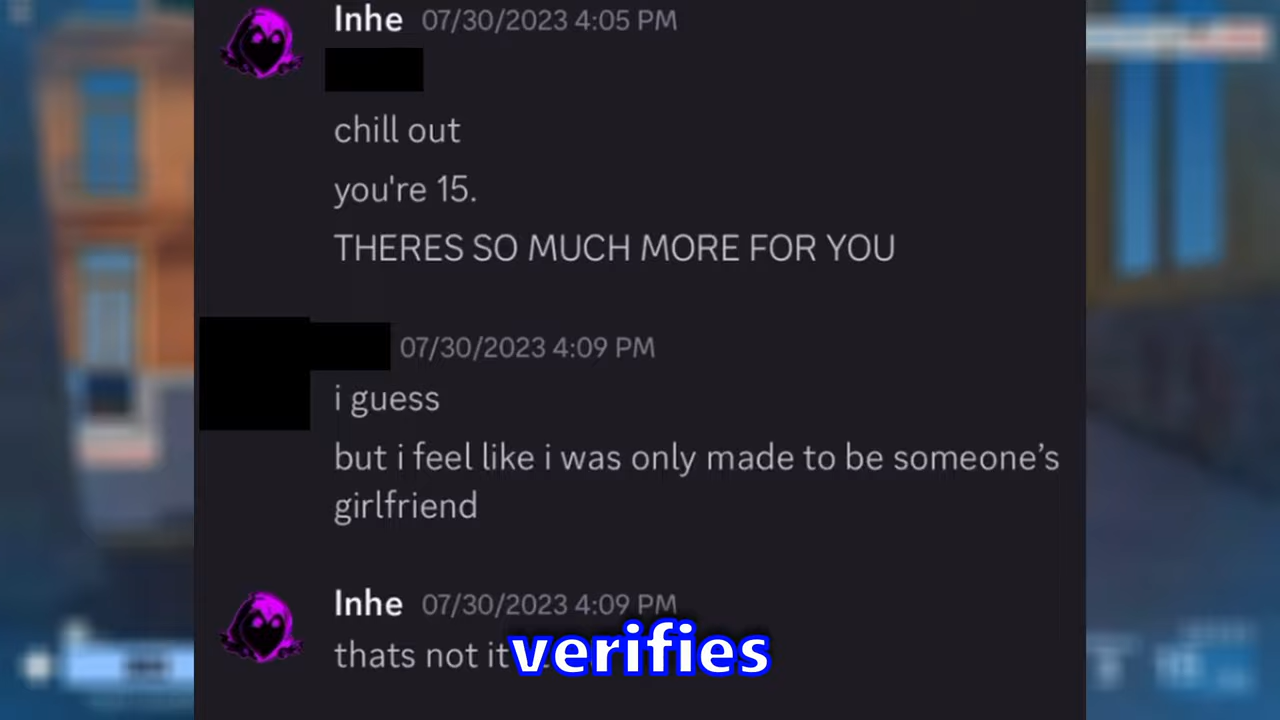 Inhe 07/30/2023 4:05 PM
chill out
you're 15.
THERES SO MUCH MORE FOR YOU
07/30/2023 4:09 PM
i guess
but i feel like i was only made to be someone’s
girlfriend
Inhe 07/30/2023 4:09 PM
thats not it
verifies